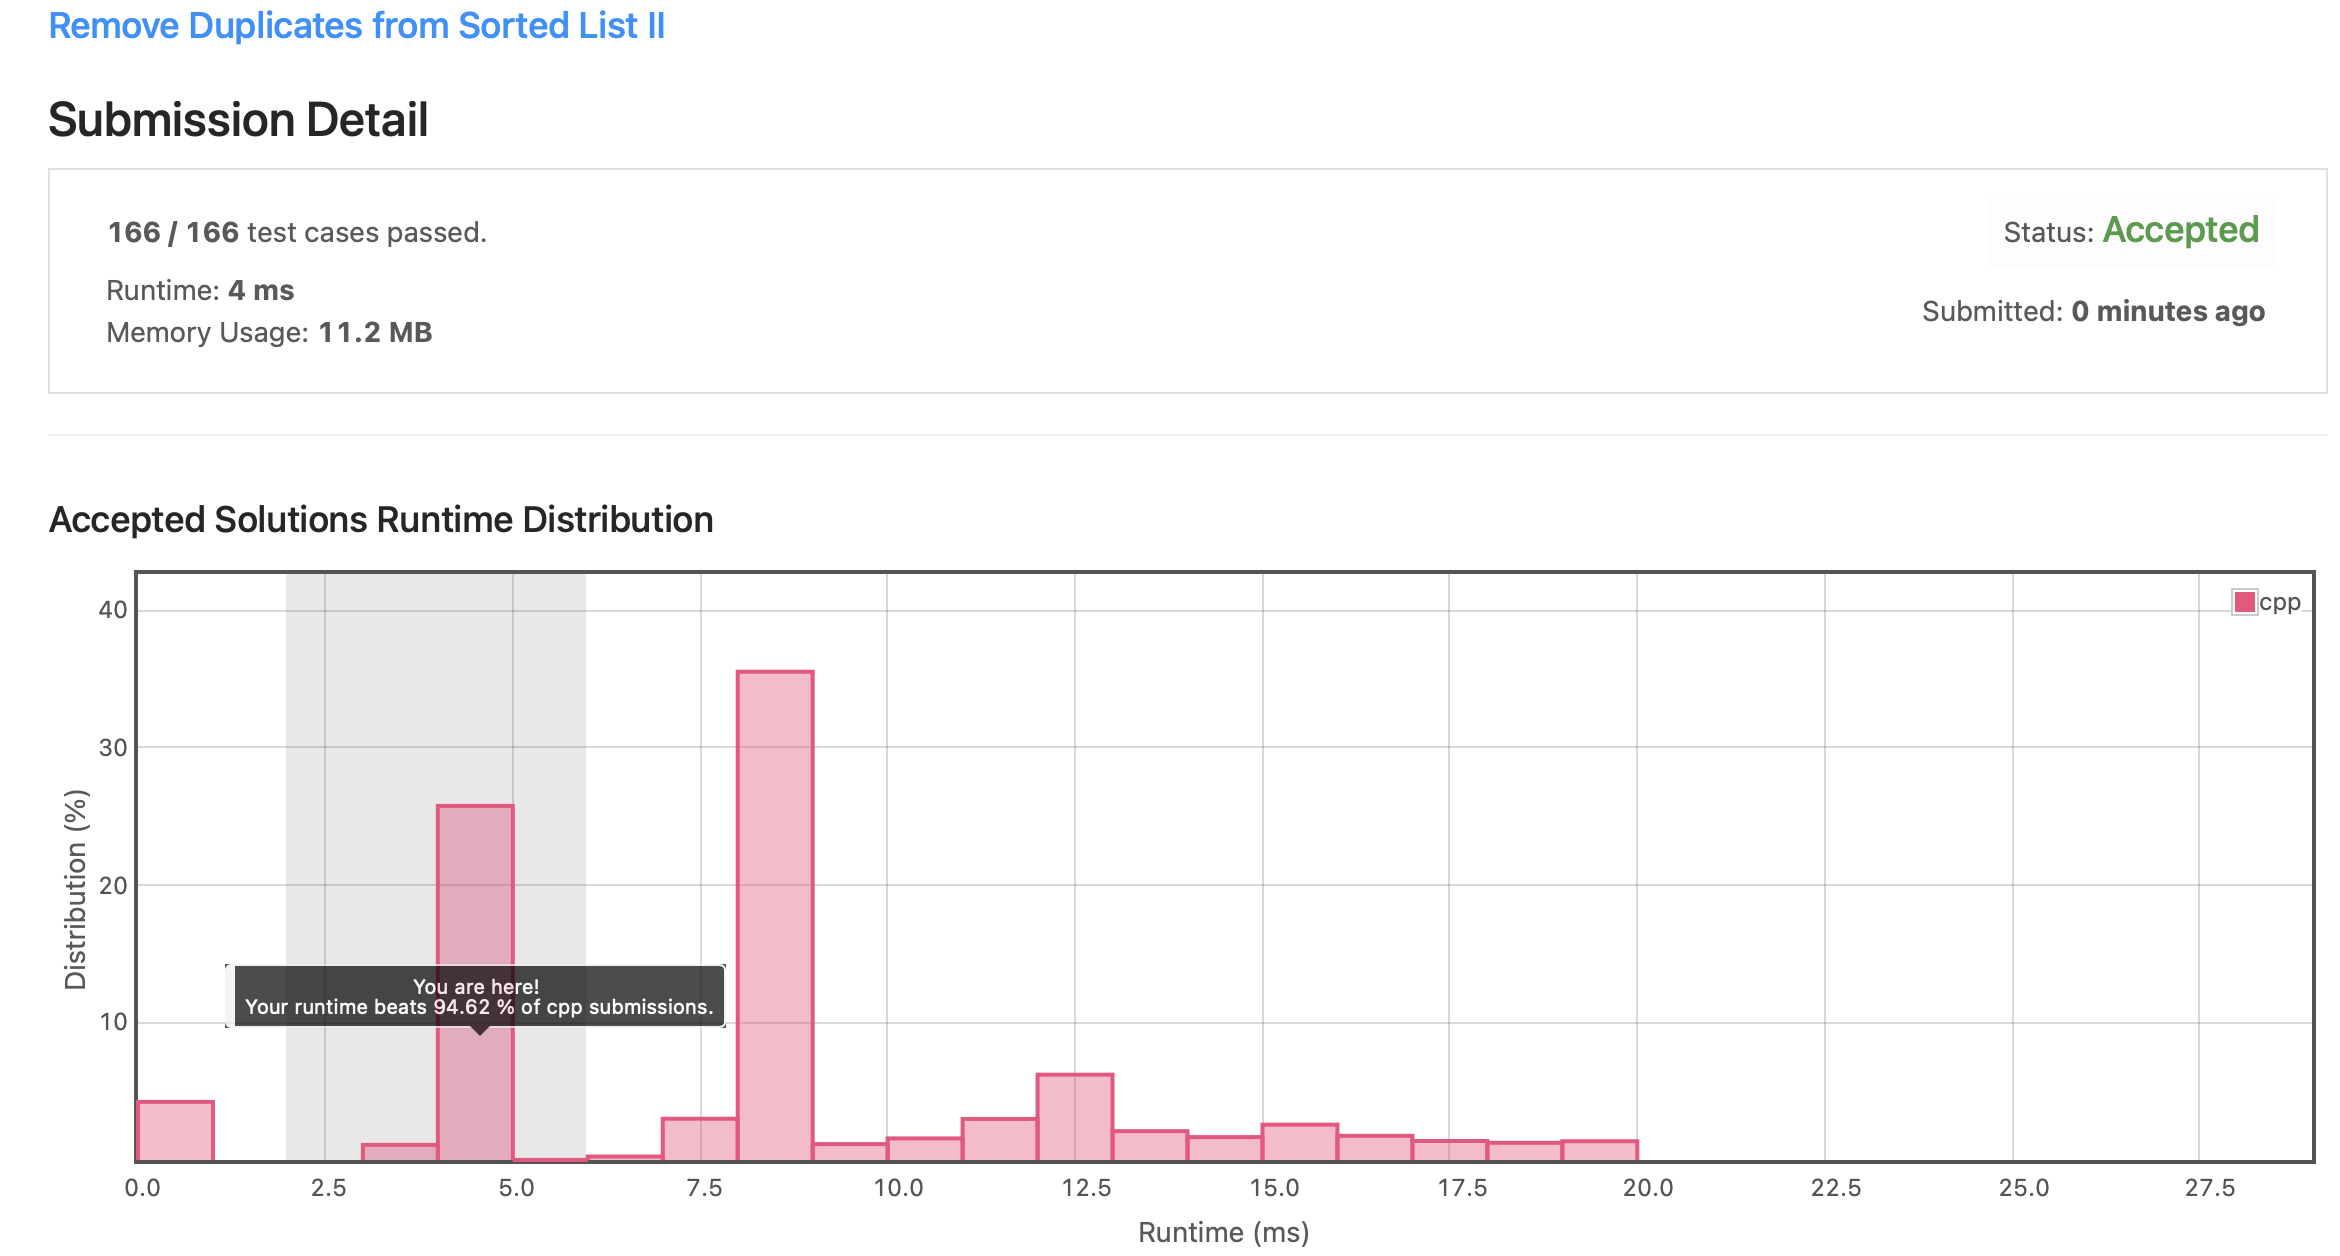 Remove Duplicates from Sorted List II
Submission Detail
166 / 166 test cases passed.
Status: Accepted
Runtime: 4 ms
Submitted: 0 minutes ago
Memory Usage: 11.2 MB
Accepted Solutions Runtime Distribution
cpp
40
30
20
10
Distribution (%)
You are here!
Your runtime beats 94.62 % of cpp submissions.
0.0 2.5 5.0 7.5 10.0 12.5 15.0 17.5 20.0 22.5 25.0 27.5
Runtime (ms)